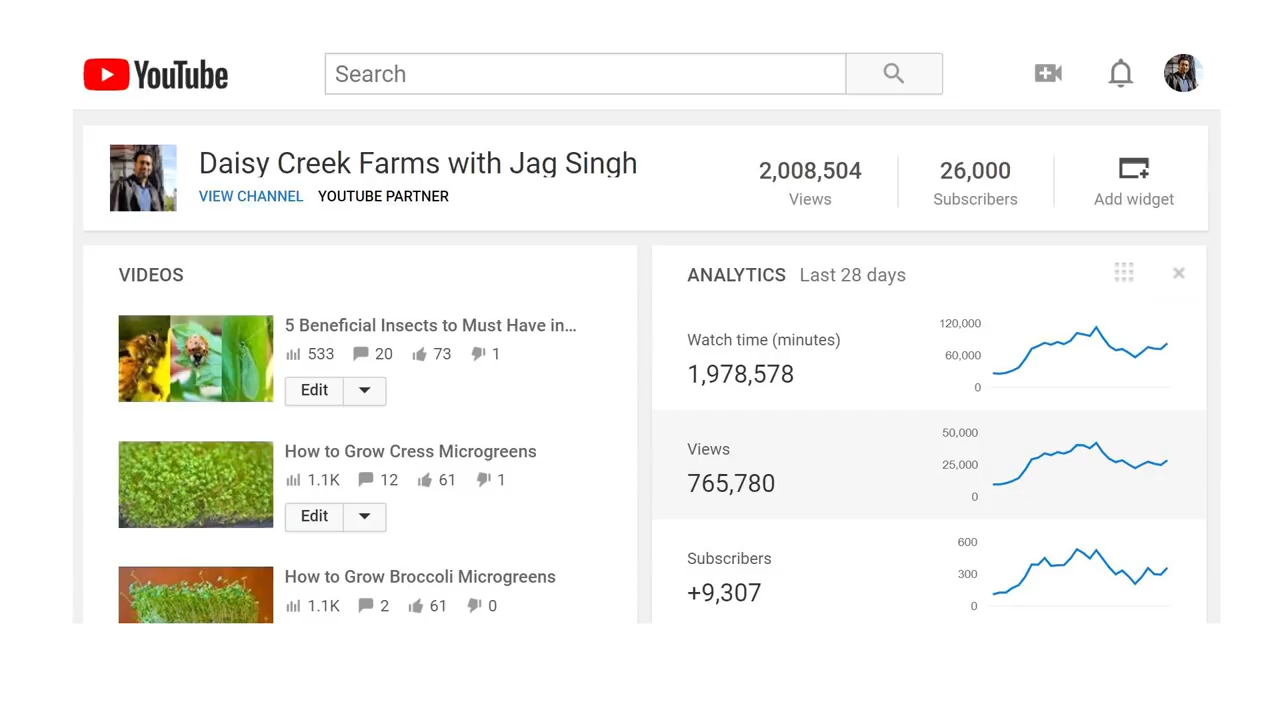 YouTube
Search
Daisy Creek Farms with Jag Singh
VIEW CHANNEL YOUTUBE PARTNER
2,008,504
Views
26,000
Subscribers
Add widget
VIDEOS
5 Beneficial Insects to Must Have in...
533 20 73 1
Edit
How to Grow Cress Microgreens
1.1K 12 61 1
Edit
How to Grow Broccoli Microgreens
1.1K 2 61 0
ANALYTICS Last 28 days
Watch time (minutes)
1,978,578
120,000
60,000
0
Views
765,780
50,000
25,000
0
Subscribers
+9,307
600
300
0